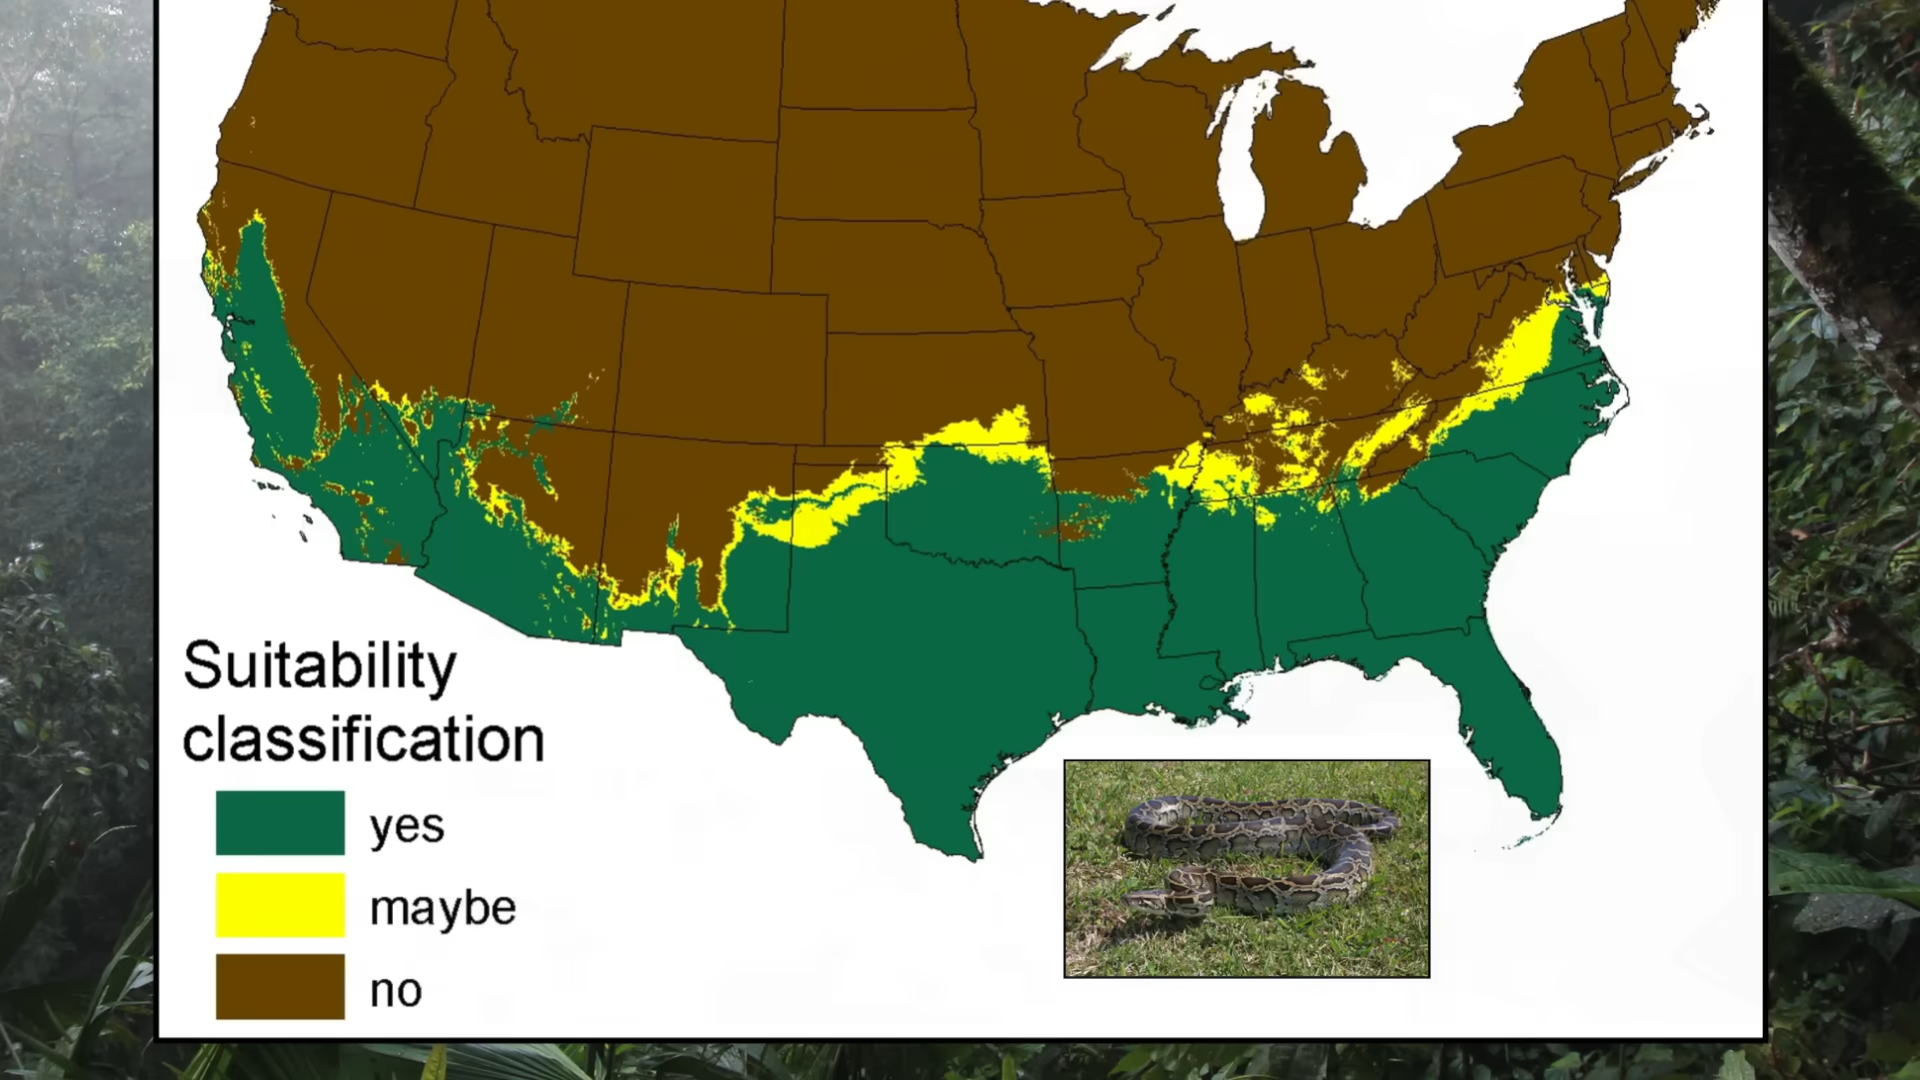 Suitability
classification
yes
maybe
no